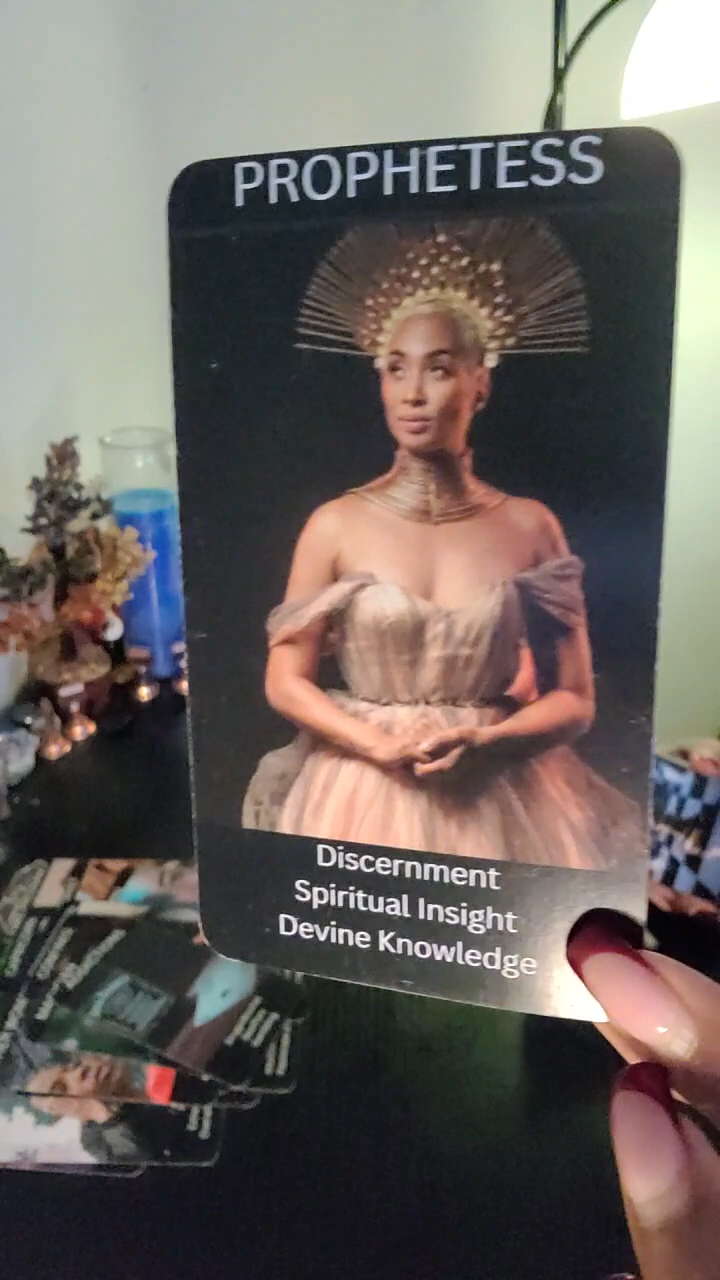 PROPHETESS
Discernment
Spiritual Insight
Devine Knowledge